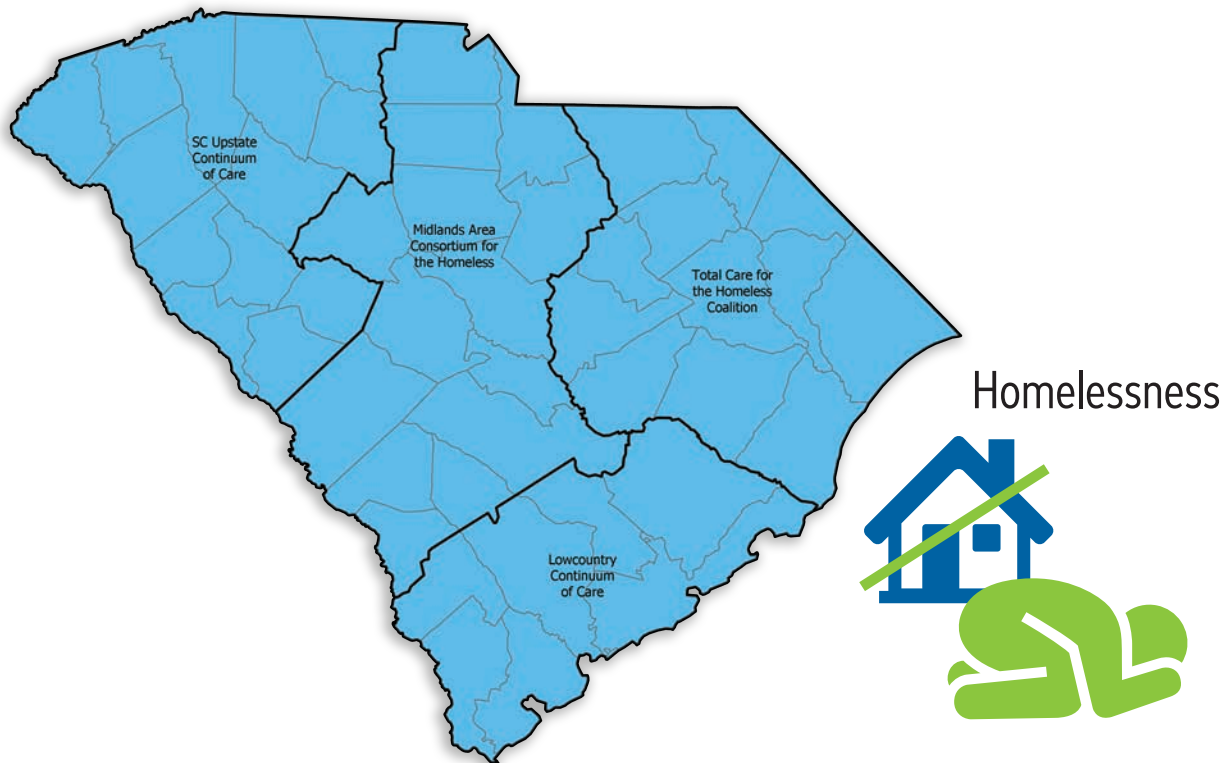 SC Upstate
Continuum
of Care
Midlands Area
Consortium for
the Homeless
Total Care for
the Homeless
Coalition
Homelessness
Lowcountry
Continuum
of Care